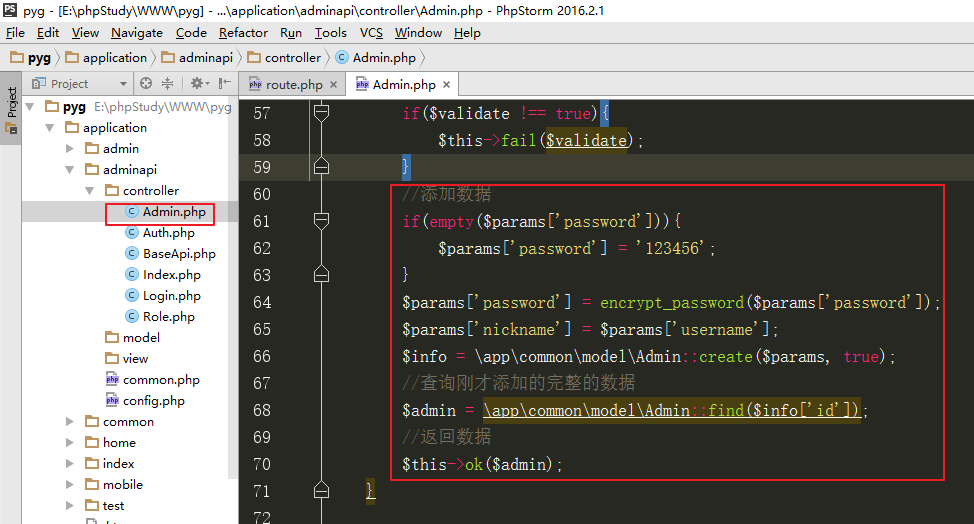 pyg - [E:\phpStudy\WWW\pyg] - ...\application\adminapi\controller\Admin.php - PhpStorm 2016.2.1
File Edit View Navigate Code Refactor Run Tools VCS Window Help
pyg application adminapi controller Admin.php
Project
Project
route.php Admin.php
pyg E:\phpStudy\WWW\pyg
application
admin
adminapi
controller
Admin.php
Auth.php
BaseApi.php
Index.php
Login.php
Role.php
model
view
common.php
config.php
common
home
index
mobile
test
57 if($validate !== true){
58 $this->fail($validate);
59 }
60 //添加数据
61 if(empty($params['password'])){
62 $params['password'] = '123456';
63 }
64 $params['password'] = encrypt_password($params['password']);
65 $params['nickname'] = $params['username'];
66 $info = \app\common\model\Admin::create($params, true);
67 //查询刚才添加的完整的数据
68 $admin = \app\common\model\Admin::find($info['id']);
69 //返回数据
70 $this->ok($admin);
71 }
72